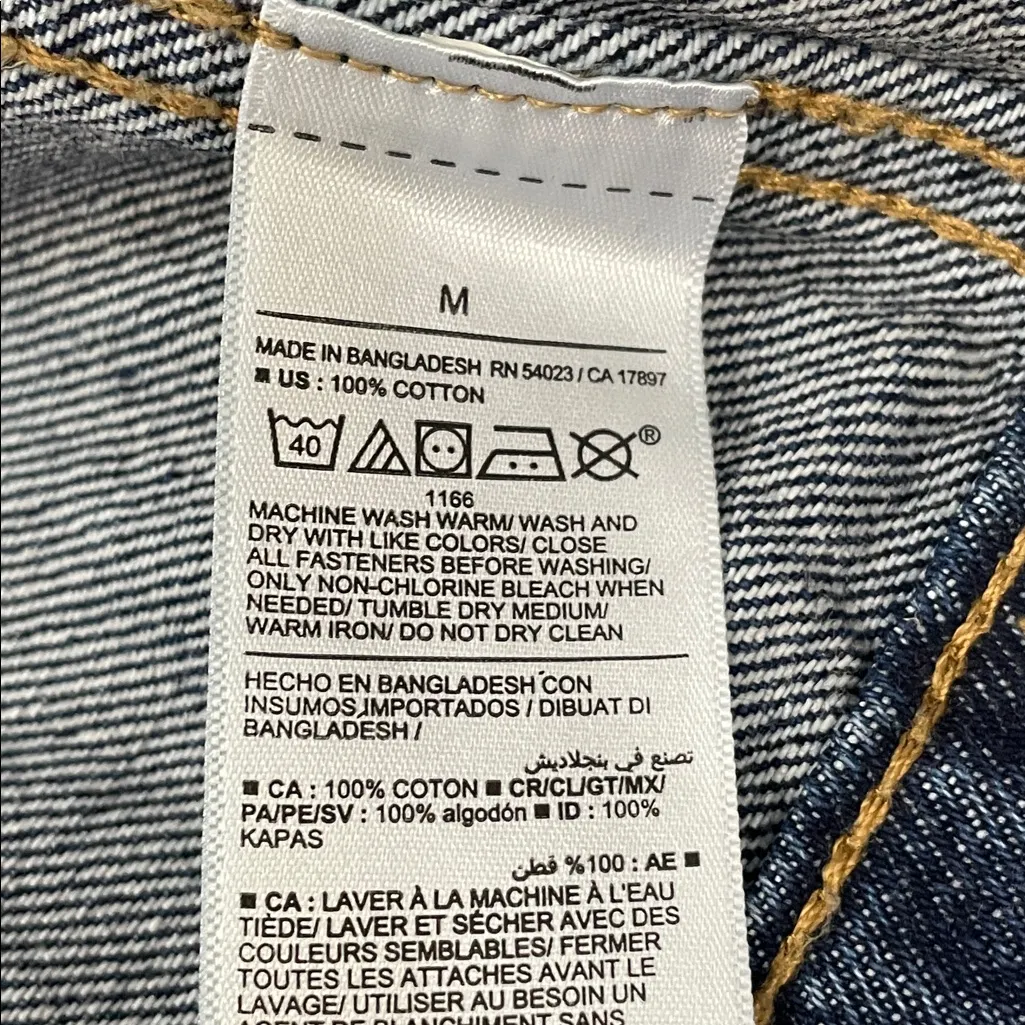 M
MADE IN BANGLADESH RN 54023 / CA 17897
■ US : 100% COTTON
40 ®
1166
MACHINE WASH WARM/ WASH AND
DRY WITH LIKE COLORS/ CLOSE
ALL FASTENERS BEFORE WASHING/
ONLY NON-CHLORINE BLEACH WHEN
NEEDED/ TUMBLE DRY MEDIUM/
WARM IRON/ DO NOT DRY CLEAN
HECHO EN BANGLADESH CON
INSUMOS IMPORTADOS / DIBUAT DI
BANGLADESH /
تصنع في بنجلاديش
■ CA : 100% COTON ■ CR/CL/GT/MX/
PA/PE/SV : 100% algodón ■ ID : 100%
KAPAS
■ AE : 100% قطن
■ CA : LAVER À LA MACHINE À L'EAU
TIÈDE/ LAVER ET SÉCHER AVEC DES
COULEURS SEMBLABLES/ FERMER
TOUTES LES ATTACHES AVANT LE
LAVAGE/ UTILISER AU BESOIN UN
AGENT DE BLANCHIMENT SANS